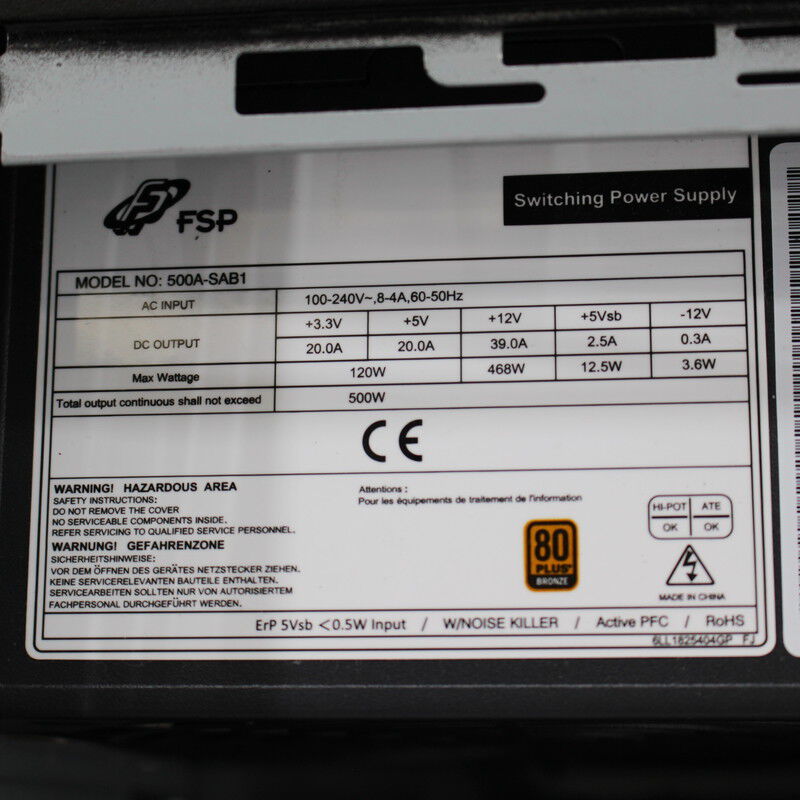 FSP
Switching Power Supply
MODEL NO: 500A-SAB1
AC INPUT 100-240V~,8-4A,60-50Hz
DC OUTPUT +3.3V +5V +12V +5Vsb -12V
20.0A 20.0A 39.0A 2.5A 0.3A
Max Wattage 120W 468W 12.5W 3.6W
Total output continuous shall not exceed 500W
CE
WARNING! HAZARDOUS AREA
SAFETY INSTRUCTIONS:
DO NOT REMOVE THE COVER
NO SERVICEABLE COMPONENTS INSIDE.
REFER SERVICING TO QUALIFIED SERVICE PERSONNEL.
WARNUNG! GEFAHRENZONE
SICHERHEITSHINWEISE:
VOR DEM ÖFFNEN DES GERÄTES NETZSTECKER ZIEHEN.
KEINE SERVICERELEVANTEN BAUTEILE ENTHALTEN.
SERVICEARBEITEN SOLLTEN NUR VON AUTORISIERTEM
FACHPERSONAL DURCHGEFÜHRT WERDEN.
Attentions :
Pour les équipements de traitement de l'information
80
PLUS
BRONZE
HI-POT ATE
OK OK
MADE IN CHINA
ErP 5Vsb <0.5W Input / W/NOISE KILLER / Active PFC / RoHS
6LL1825404GP FJ